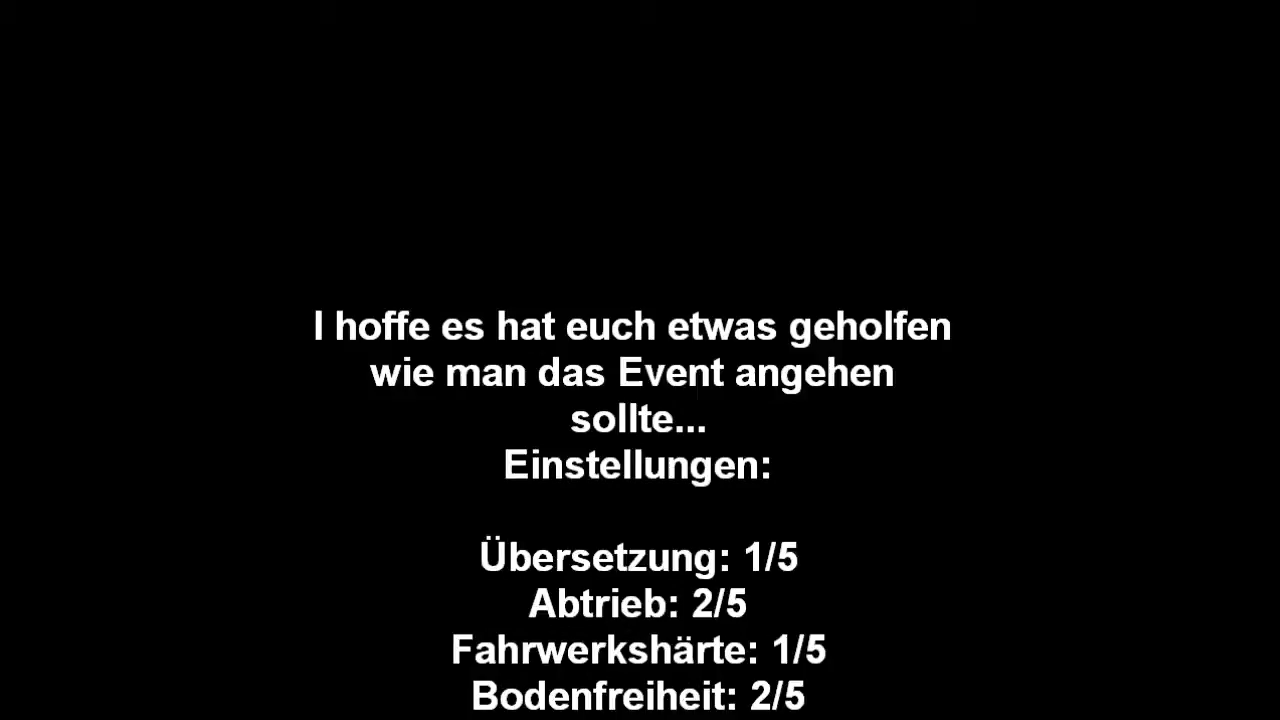 I hoffe es hat euch etwas geholfen
wie man das Event angehen
sollte...
Einstellungen:
Übersetzung: 1/5
Abtrieb: 2/5
Fahrwerkshärte: 1/5
Bodenfreiheit: 2/5